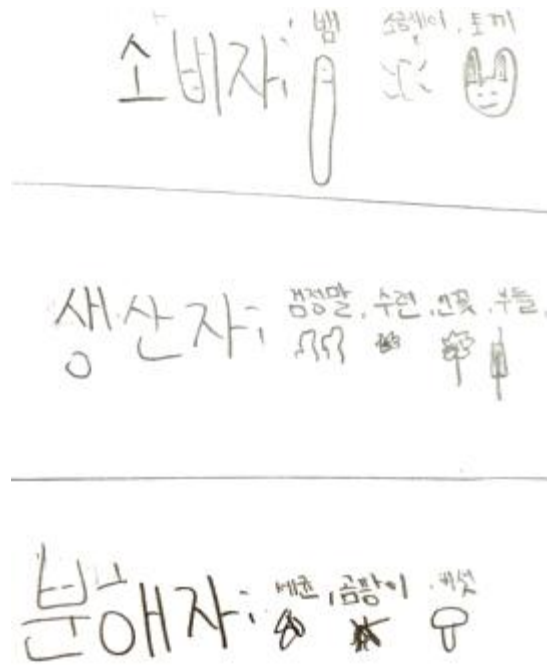 소비자; 뱀 소금쟁이, 토끼
생산자; 검정말, 수련, 연꽃, 부들,
분애자; 세균, 곰팡이, 버섯